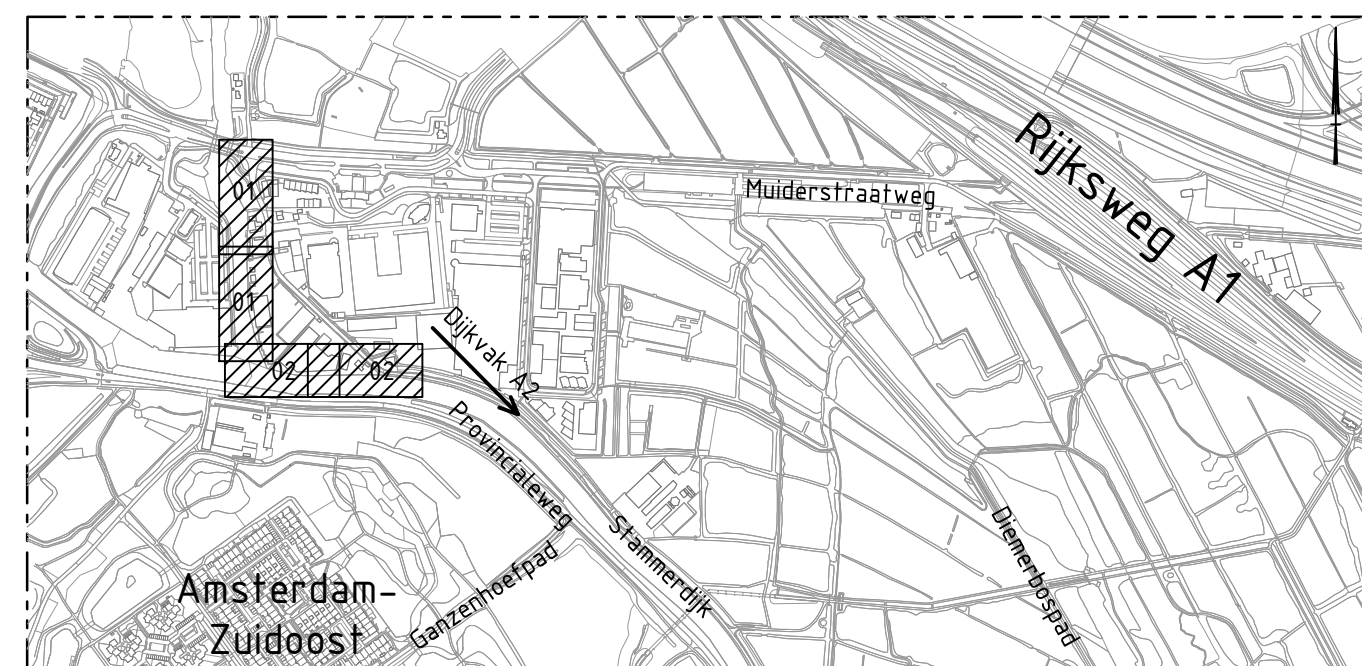 Rijksweg A1
01
Muiderstraatweg
01
Dijkvak A2
02
02
Provincialeweg
Stammerdijk
Diemerbospad
Ganzenhoefpad
Amsterdam-
Zuidoost